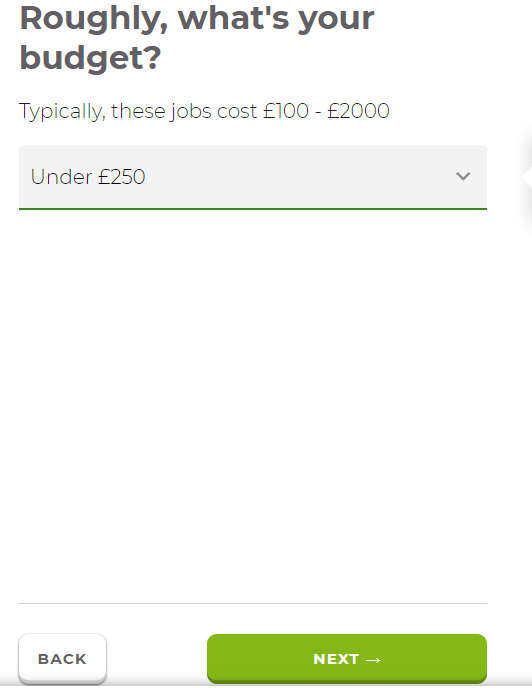 Roughly, what's your
budget?
Typically, these jobs cost £100 - £2000
Under £250
BACK
NEXT →